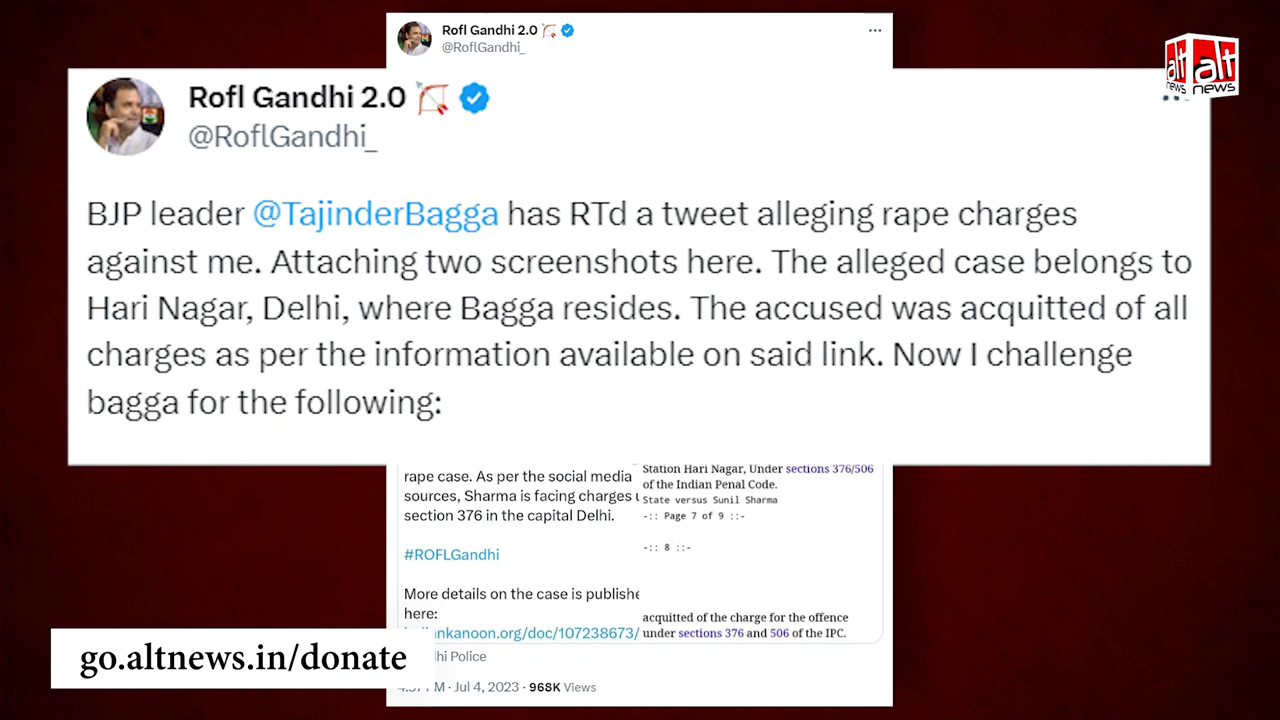 Rofl Gandhi 2.0
@RoflGandhi_
alt alt
news news
Rofl Gandhi 2.0
@RoflGandhi_
BJP leader @TajinderBagga has RTd a tweet alleging rape charges
against me. Attaching two screenshots here. The alleged case belongs to
Hari Nagar, Delhi, where Bagga resides. The accused was acquitted of all
charges as per the information available on said link. Now I challenge
bagga for the following:
rape case. As per the social media
sources, Sharma is facing charges
section 376 in the capital Delhi.
#ROFLGandhi
More details on the case is publishe
here:
ankanoon.org/doc/107238673/
Station Hari Nagar, Under sections 376/506
of the Indian Penal Code.
State versus Sunil Sharma
-:: Page 7 of 9 ::-
-:: 8 ::-
acquitted of the charge for the offence
under sections 376 and 506 of the IPC.
go.altnews.in/donate
hi Police
M · Jul 4, 2023 · 968K Views